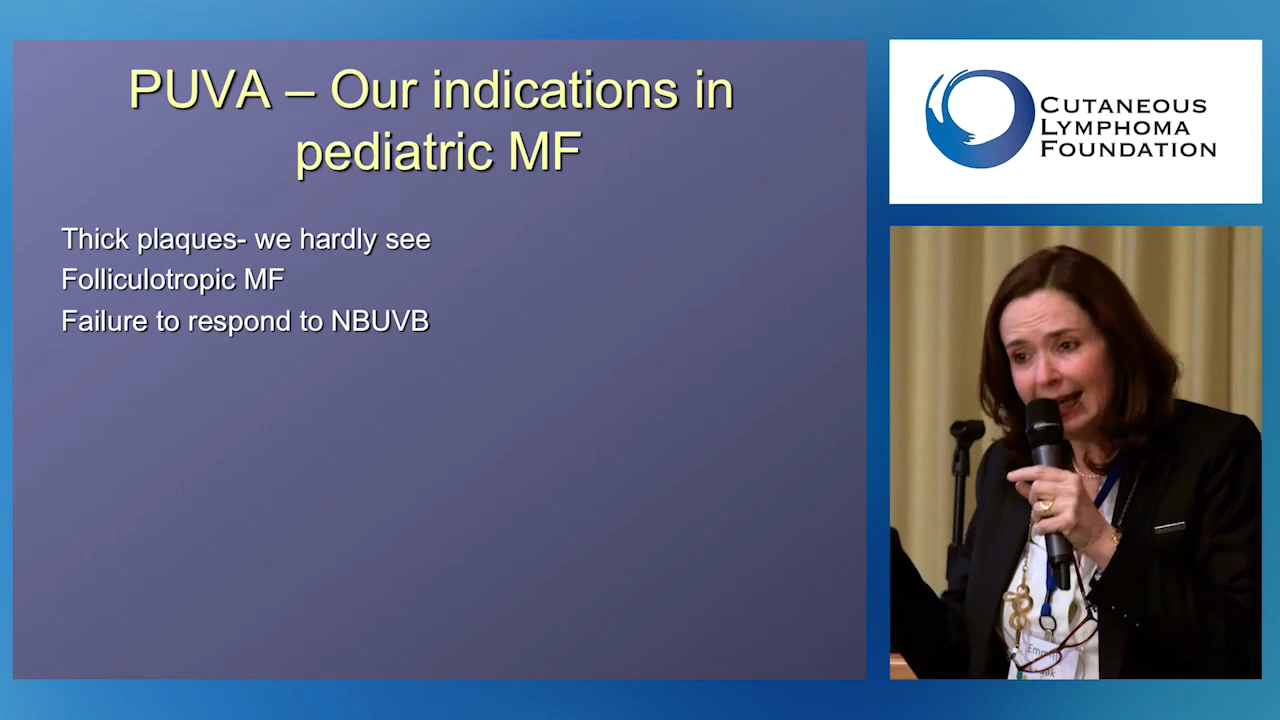 PUVA – Our indications in
pediatric MF
Thick plaques- we hardly see
Folliculotropic MF
Failure to respond to NBUVB
CUTANEOUS
LYMPHOMA
FOUNDATION